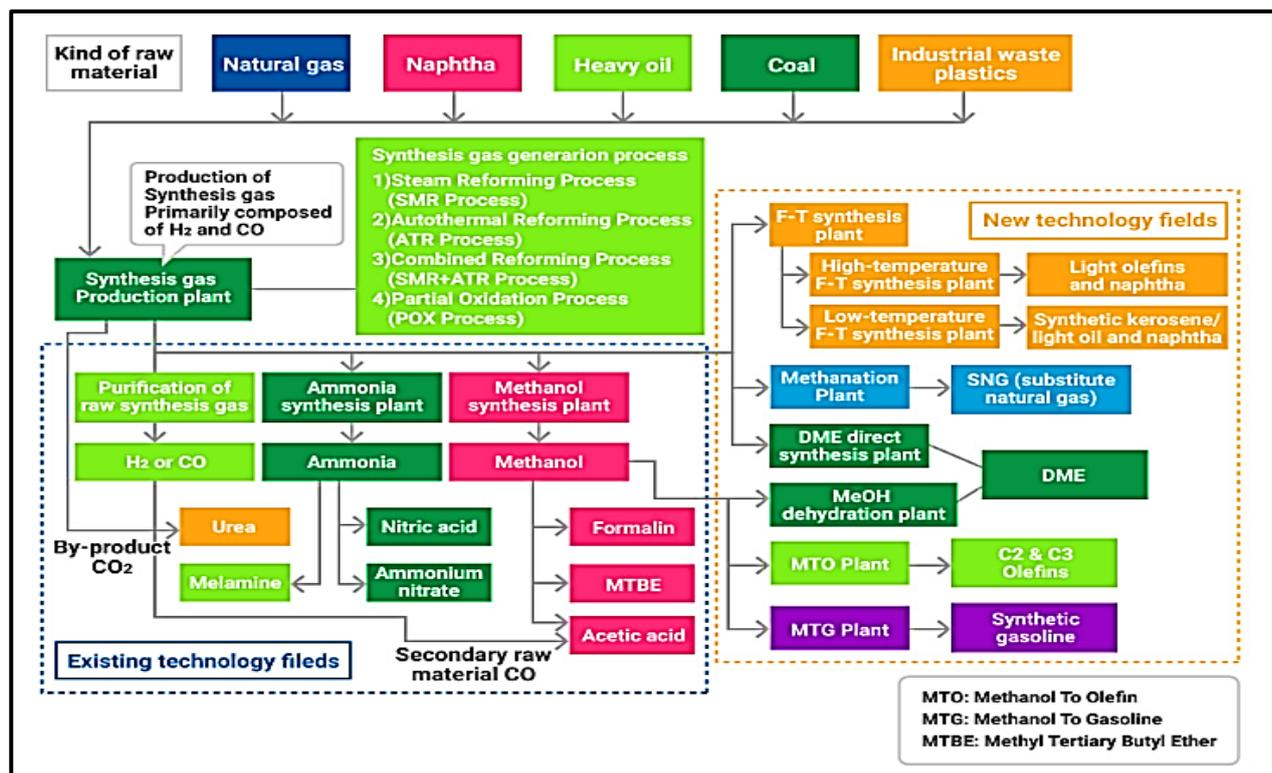 Kind of raw
material
Natural gas
Naphtha
Heavy oil
Coal
Industrial waste
plastics
Production of
Synthesis gas
Primarily composed
of H₂ and CO
Synthesis gas generarion process
1)Steam Reforming Process
(SMR Process)
2)Autothermal Reforming Process
(ATR Process)
3)Combined Reforming Process
(SMR+ATR Process)
4)Partial Oxidation Process
(POX Process)
Synthesis gas
Production plant
New technology fields
F-T synthesis
plant
High-temperature
F-T synthesis plant
Light olefins
and naphtha
Low-temperature
F-T synthesis plant
Synthetic kerosene/
light oil and naphtha
Methanation
Plant
SNG (substitute
natural gas)
DME direct
synthesis plant
DME
MeOH
dehydration plant
MTO Plant
C2 & C3
Olefins
MTG Plant
Synthetic
gasoline
Purification of
raw synthesis gas
Ammonia
synthesis plant
Methanol
synthesis plant
H₂ or CO
Ammonia
Methanol
Urea
Nitric acid
Formalin
By-product
CO₂
Melamine
Ammonium
nitrate
MTBE
Acetic acid
Existing technology fileds
Secondary raw
material CO
MTO: Methanol To Olefin
MTG: Methanol To Gasoline
MTBE: Methyl Tertiary Butyl Ether